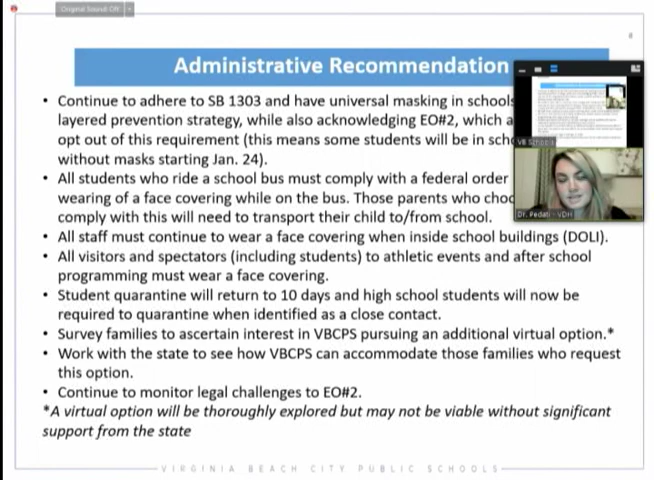 Original Sound: Off
8
Administrative Recommendation
• Continue to adhere to SB 1303 and have universal masking in schools
layered prevention strategy, while also acknowledging EO#2, which a
opt out of this requirement (this means some students will be in scho
without masks starting Jan. 24).
• All students who ride a school bus must comply with a federal order
wearing of a face covering while on the bus. Those parents who choo
comply with this will need to transport their child to/from school.
• All staff must continue to wear a face covering when inside school buildings (DOLI).
• All visitors and spectators (including students) to athletic events and after school
programming must wear a face covering.
• Student quarantine will return to 10 days and high school students will now be
required to quarantine when identified as a close contact.
• Survey families to ascertain interest in VBCPS pursuing an additional virtual option.*
• Work with the state to see how VBCPS can accommodate those families who request
this option.
• Continue to monitor legal challenges to EO#2.
*A virtual option will be thoroughly explored but may not be viable without significant
support from the state
VB Schools
Dr. Pedati - VDH
VIRGINIA BEACH CITY PUBLIC SCHOOLS